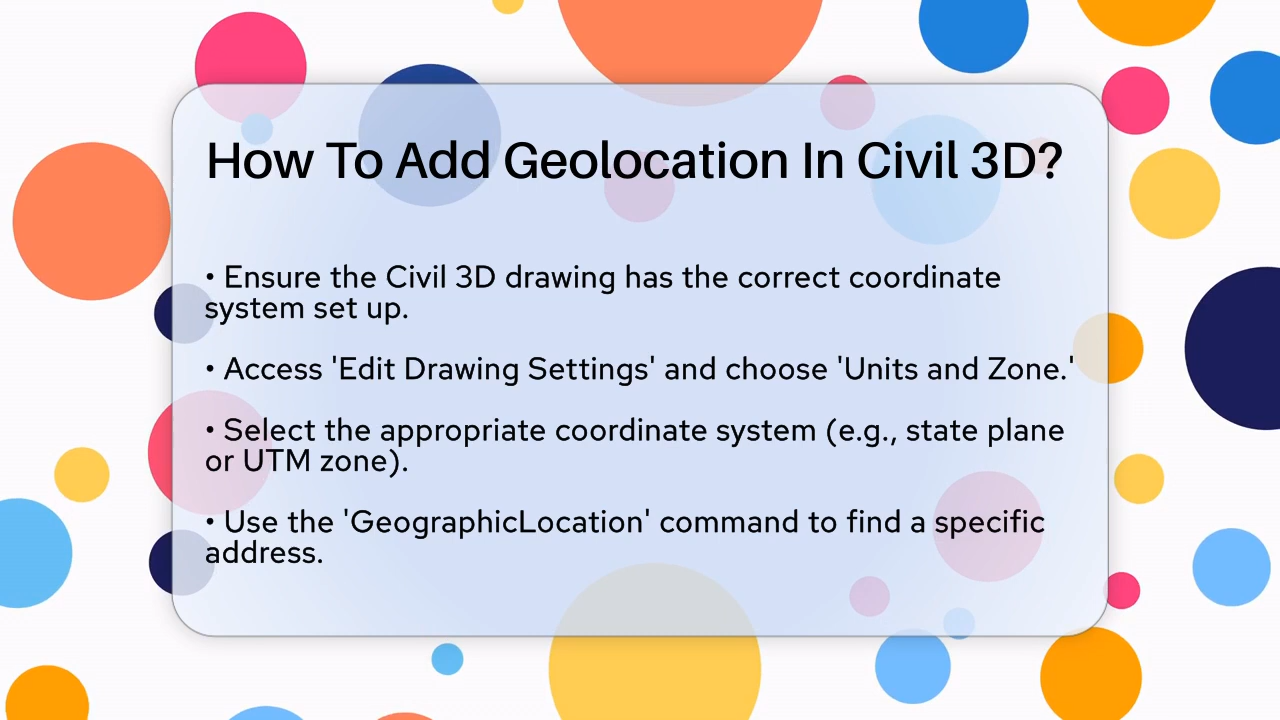 How To Add Geolocation In Civil 3D?
• Ensure the Civil 3D drawing has the correct coordinate
system set up.
• Access 'Edit Drawing Settings' and choose 'Units and Zone.'
• Select the appropriate coordinate system (e.g., state plane
or UTM zone).
• Use the 'GeographicLocation' command to find a specific
address.